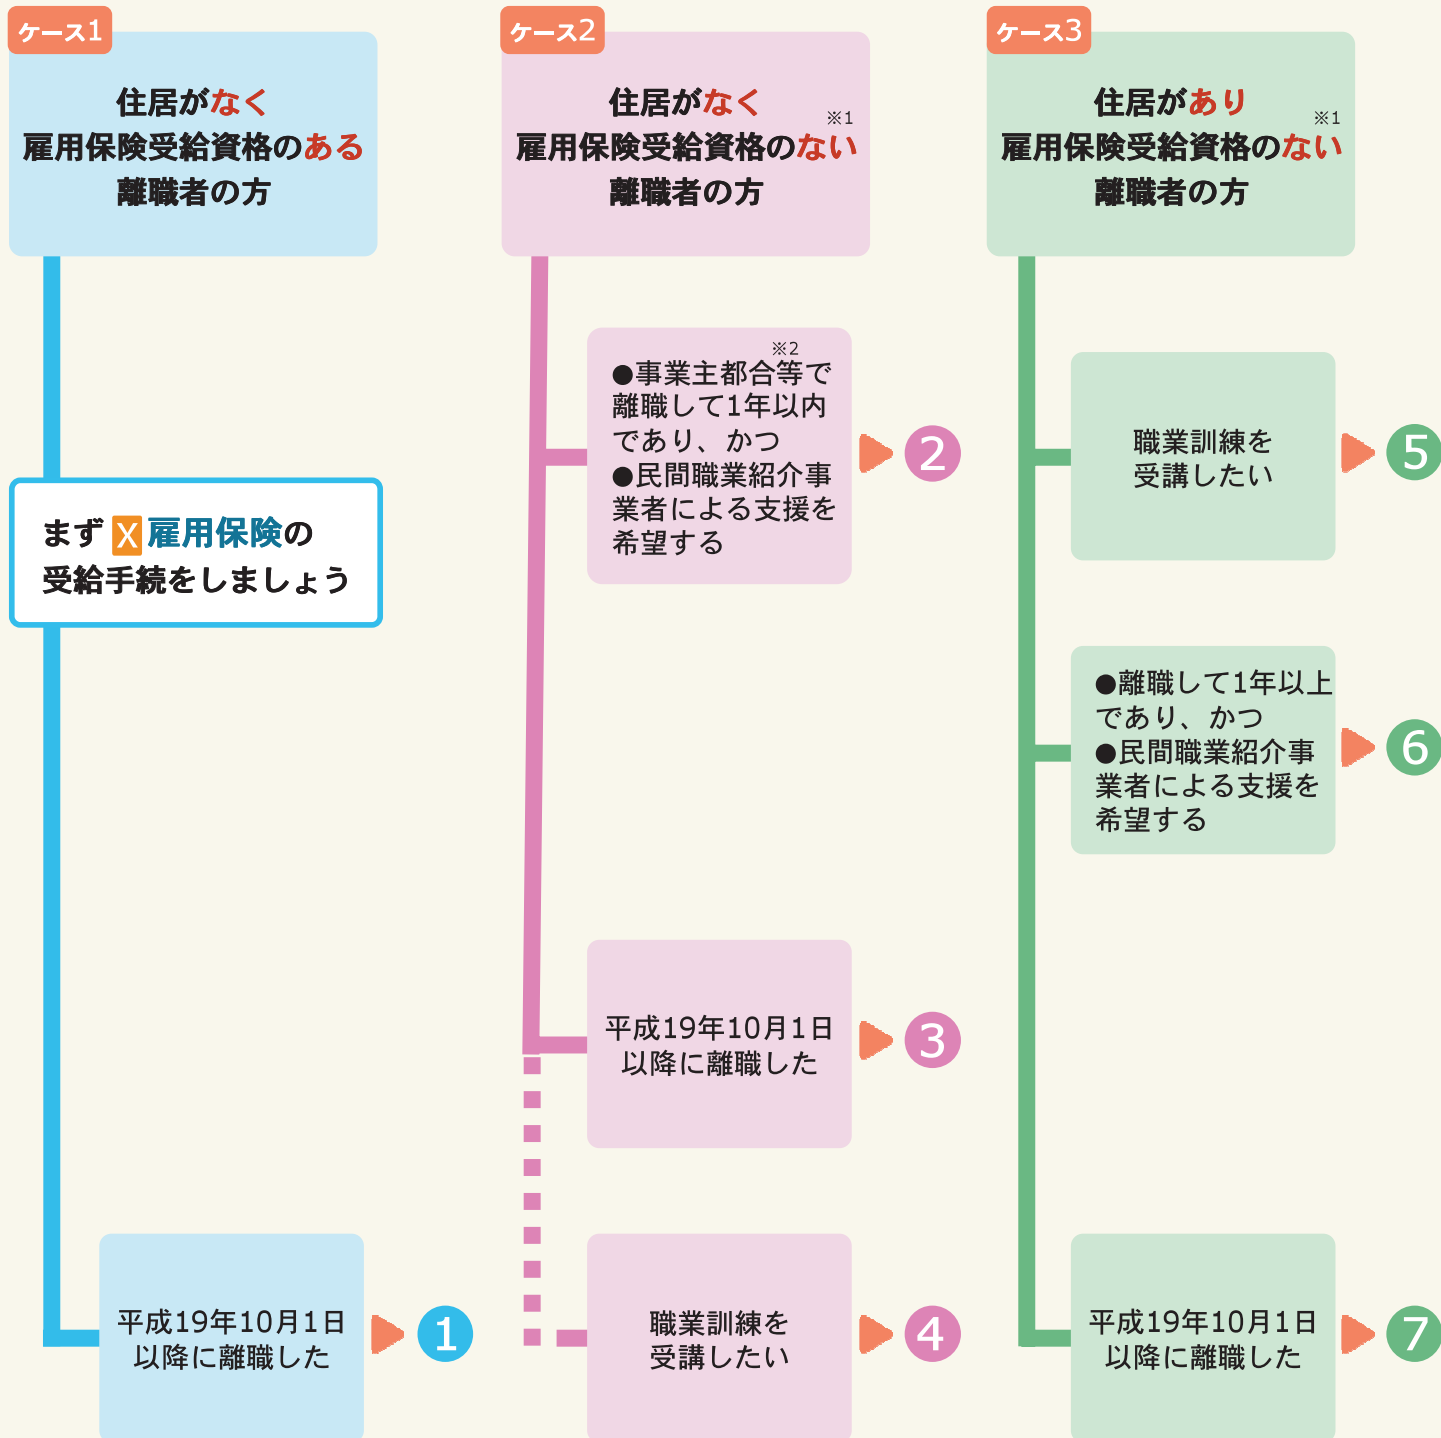 ケース1
住居がなく
雇用保険受給資格のある
離職者の方
まず X 雇用保険の
受給手続をしましょう
平成19年10月1日
以降に離職した
1
ケース2
住居がなく
※1
雇用保険受給資格のない
離職者の方
※2
●事業主都合等で
離職して1年以内
であり、かつ
●民間職業紹介事
業者による支援を
希望する
2
平成19年10月1日
以降に離職した
3
職業訓練を
受講したい
4
ケース3
住居があり
※1
雇用保険受給資格のない
離職者の方
職業訓練を
受講したい
5
●離職して1年以上
であり、かつ
●民間職業紹介事
業者による支援を
希望する
6
平成19年10月1日
以降に離職した
7